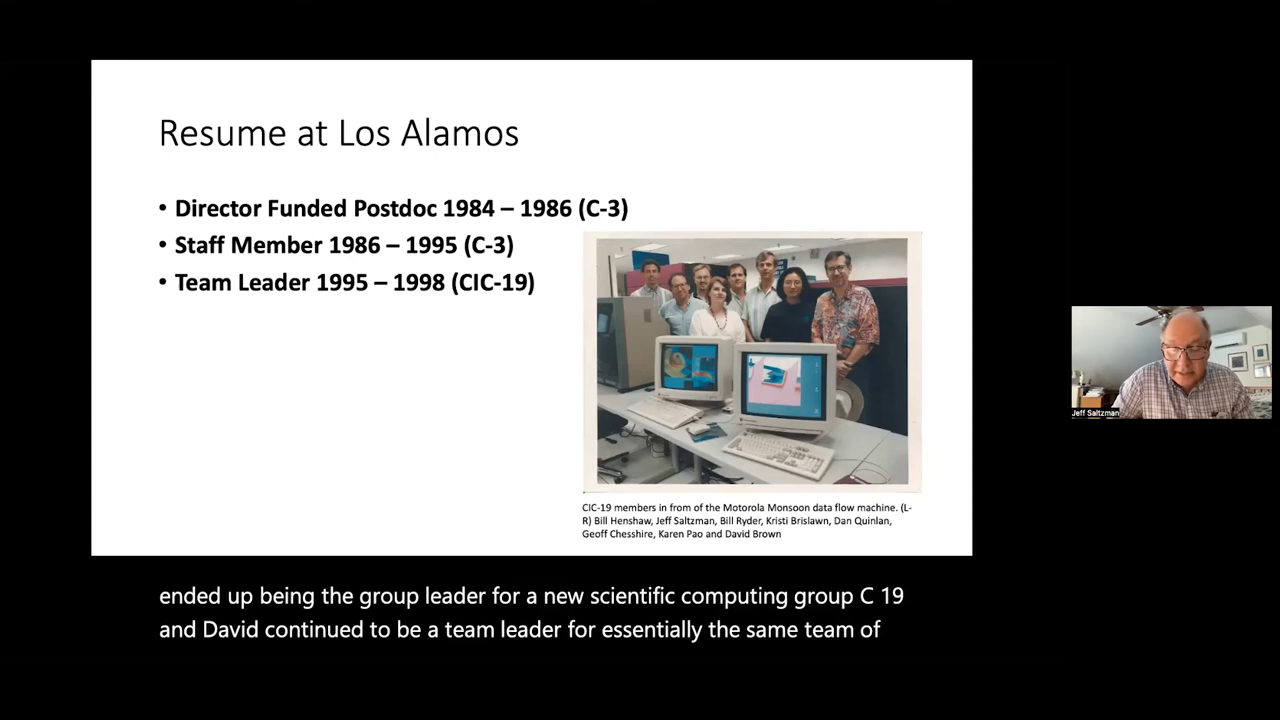 Resume at Los Alamos
• Director Funded Postdoc 1984 – 1986 (C-3)
• Staff Member 1986 – 1995 (C-3)
• Team Leader 1995 – 1998 (CIC-19)
CIC-19 members in from of the Motorola Monsoon data flow machine. (L-
R) Bill Henshaw, Jeff Saltzman, Bill Ryder, Kristi Brislawn, Dan Quinlan,
Geoff Chesshire, Karen Pao and David Brown
Jeff Saltzman
ended up being the group leader for a new scientific computing group C 19
and David continued to be a team leader for essentially the same team of